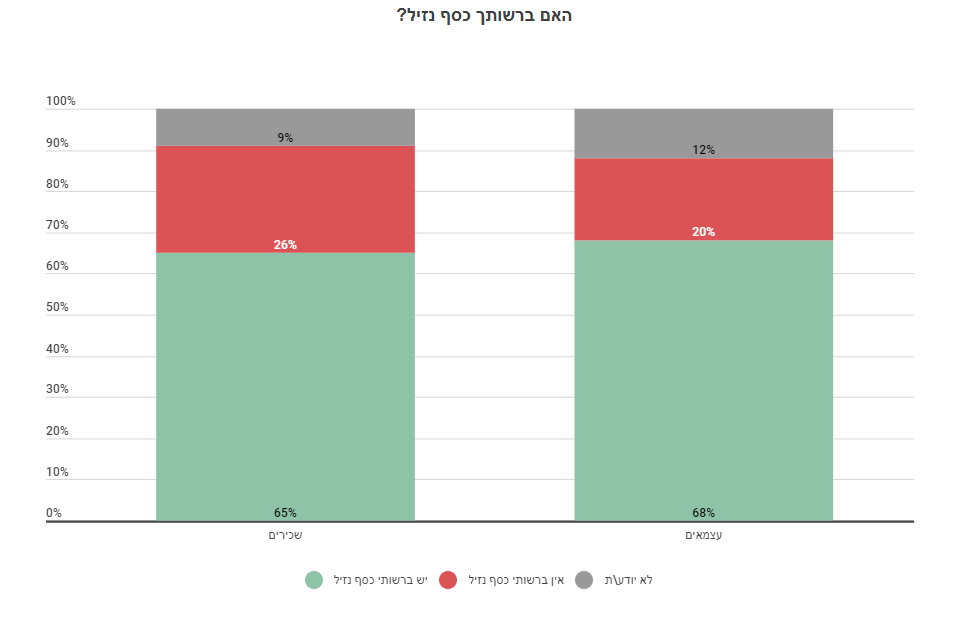 האם ברשותך כסף נזיל?
100%
90%
80%
70%
60%
50%
40%
30%
20%
10%
0%
9%
26%
65%
12%
20%
68%
שכירים
עצמאים
יש ברשותי כסף נזיל
אין ברשותי כסף נזיל
לא יודע\ת